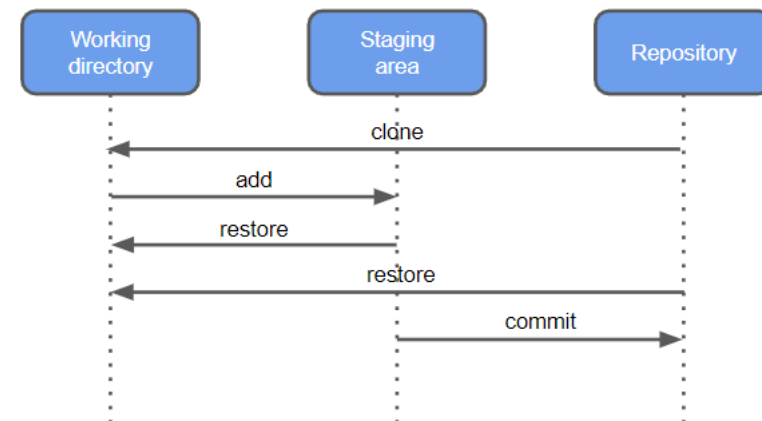 Working
directory
Staging
area
Repository
clone
add
restore
restore
commit